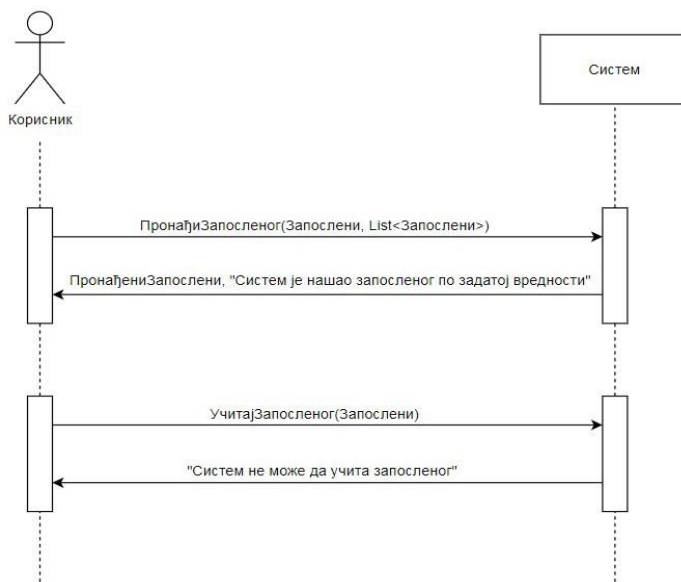 Корисник
Систем
ПронађиЗапосленог(Запослени, List<Запослени>)
ПронађениЗапослени, "Систем је нашао запосленог по задатој вредности"
УчитајЗапосленог(Запослени)
"Систем не може да учита запосленог"